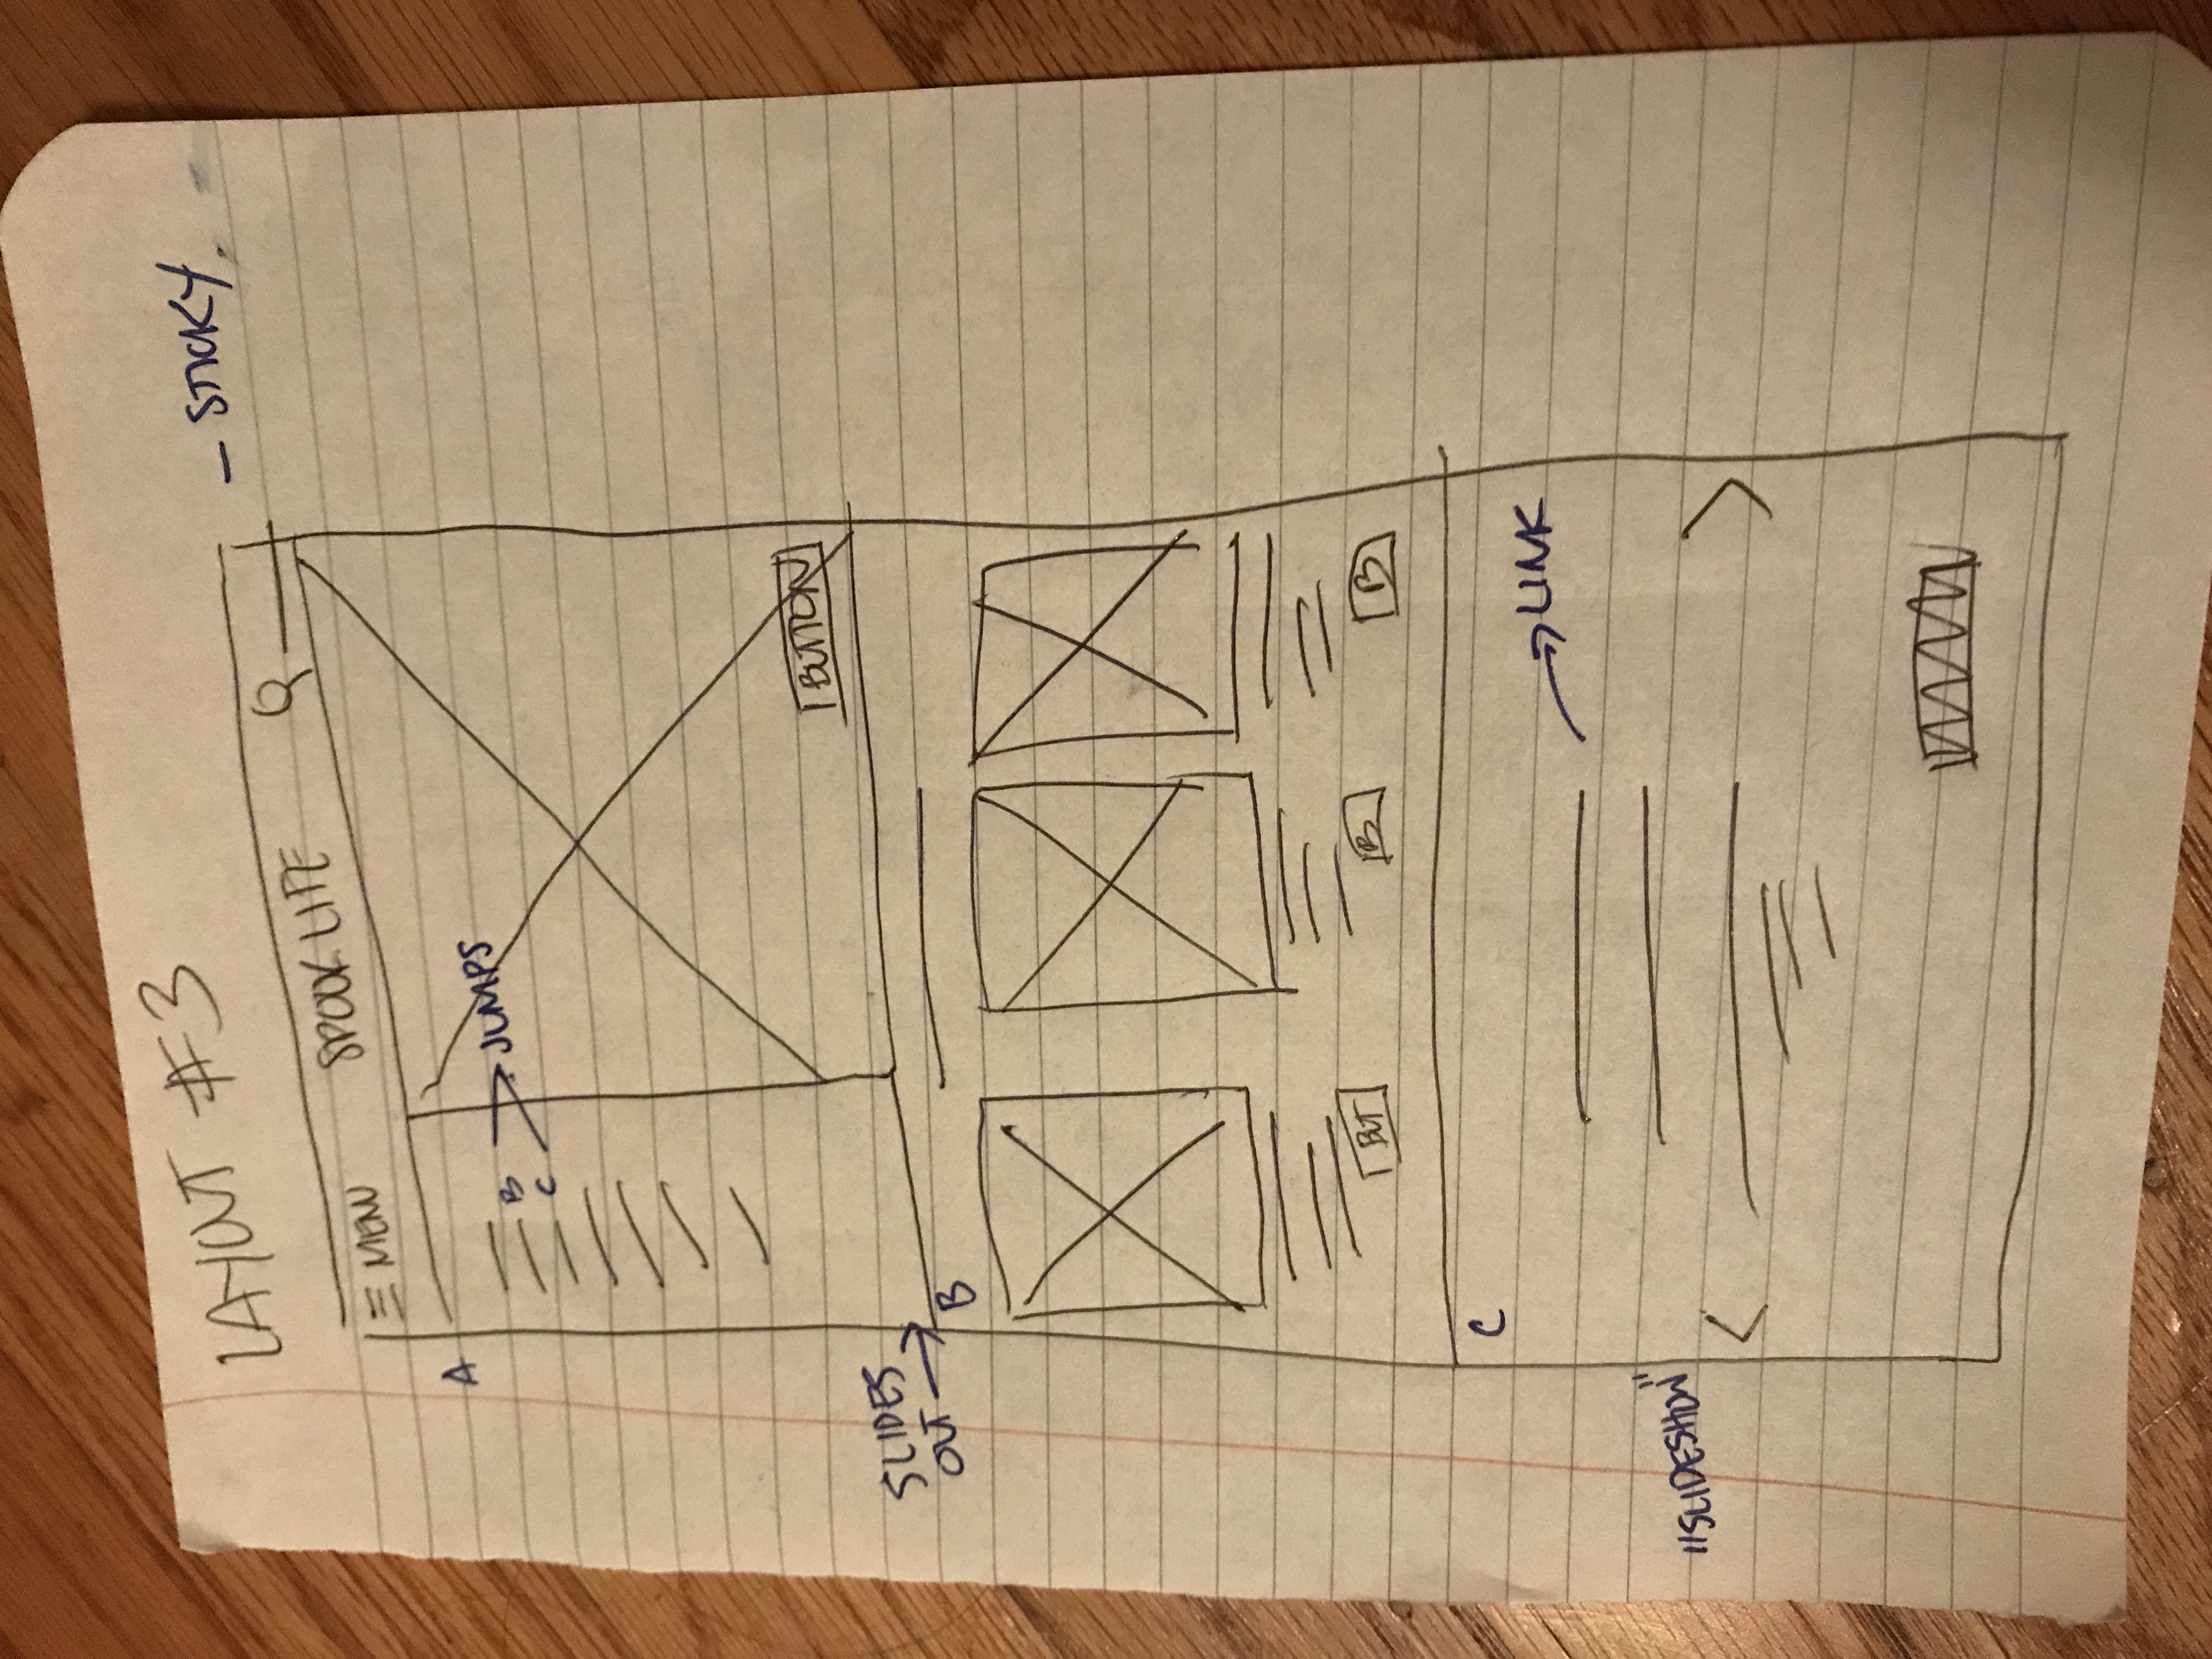 LAYOUT #3
- STICKY.
MENU
SPOOK LIFE
A
B
C
JUMPS
BUTTON
SLIDES
OUT
B
BUT
B
B
C
LINK
"SLIDESHOW"